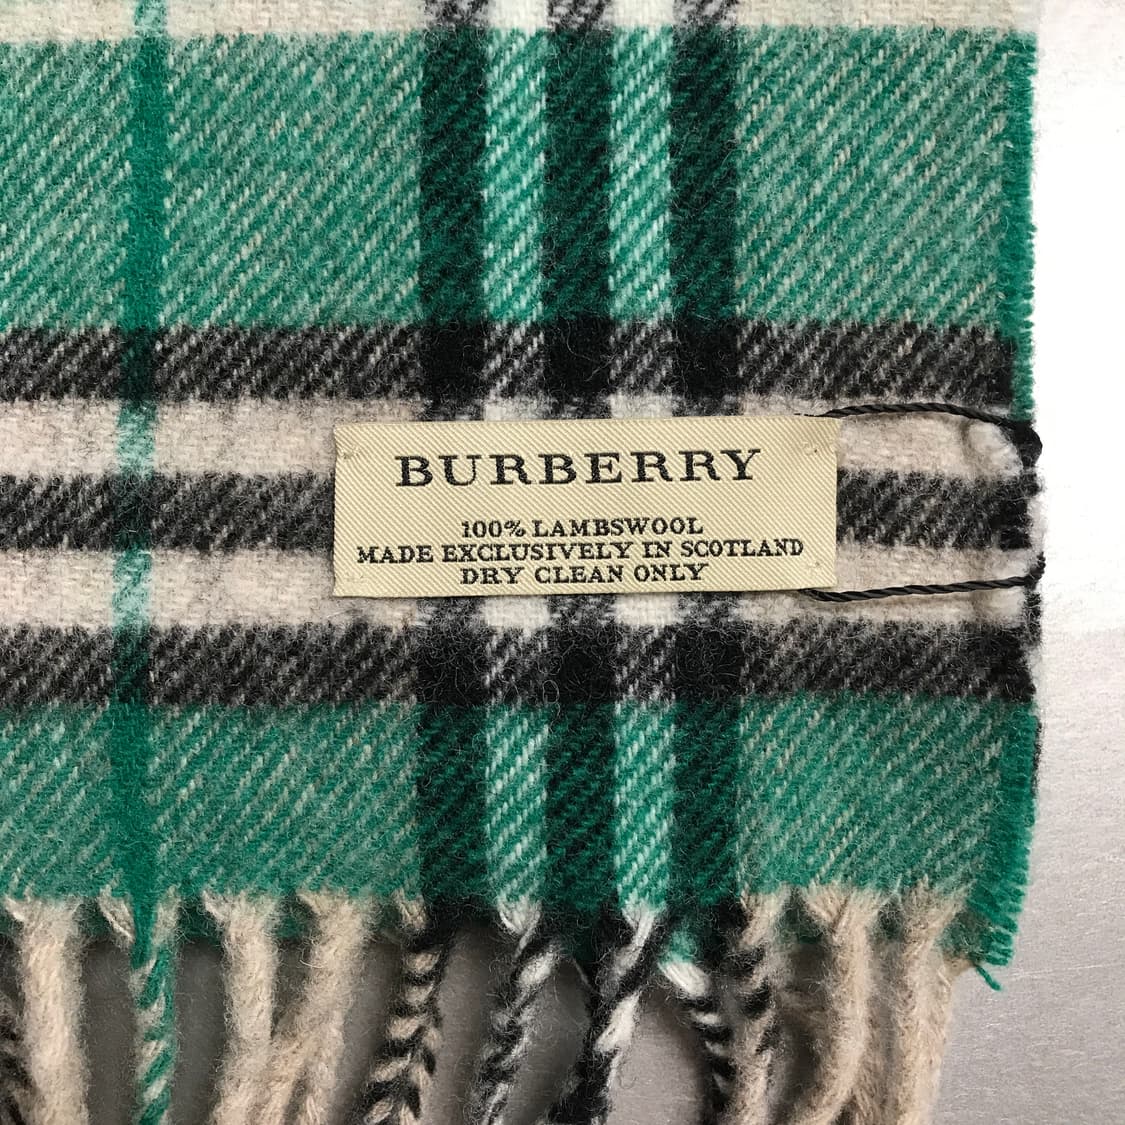 BURBERRY
100% LAMBSWOOL
MADE EXCLUSIVELY IN SCOTLAND
DRY CLEAN ONLY